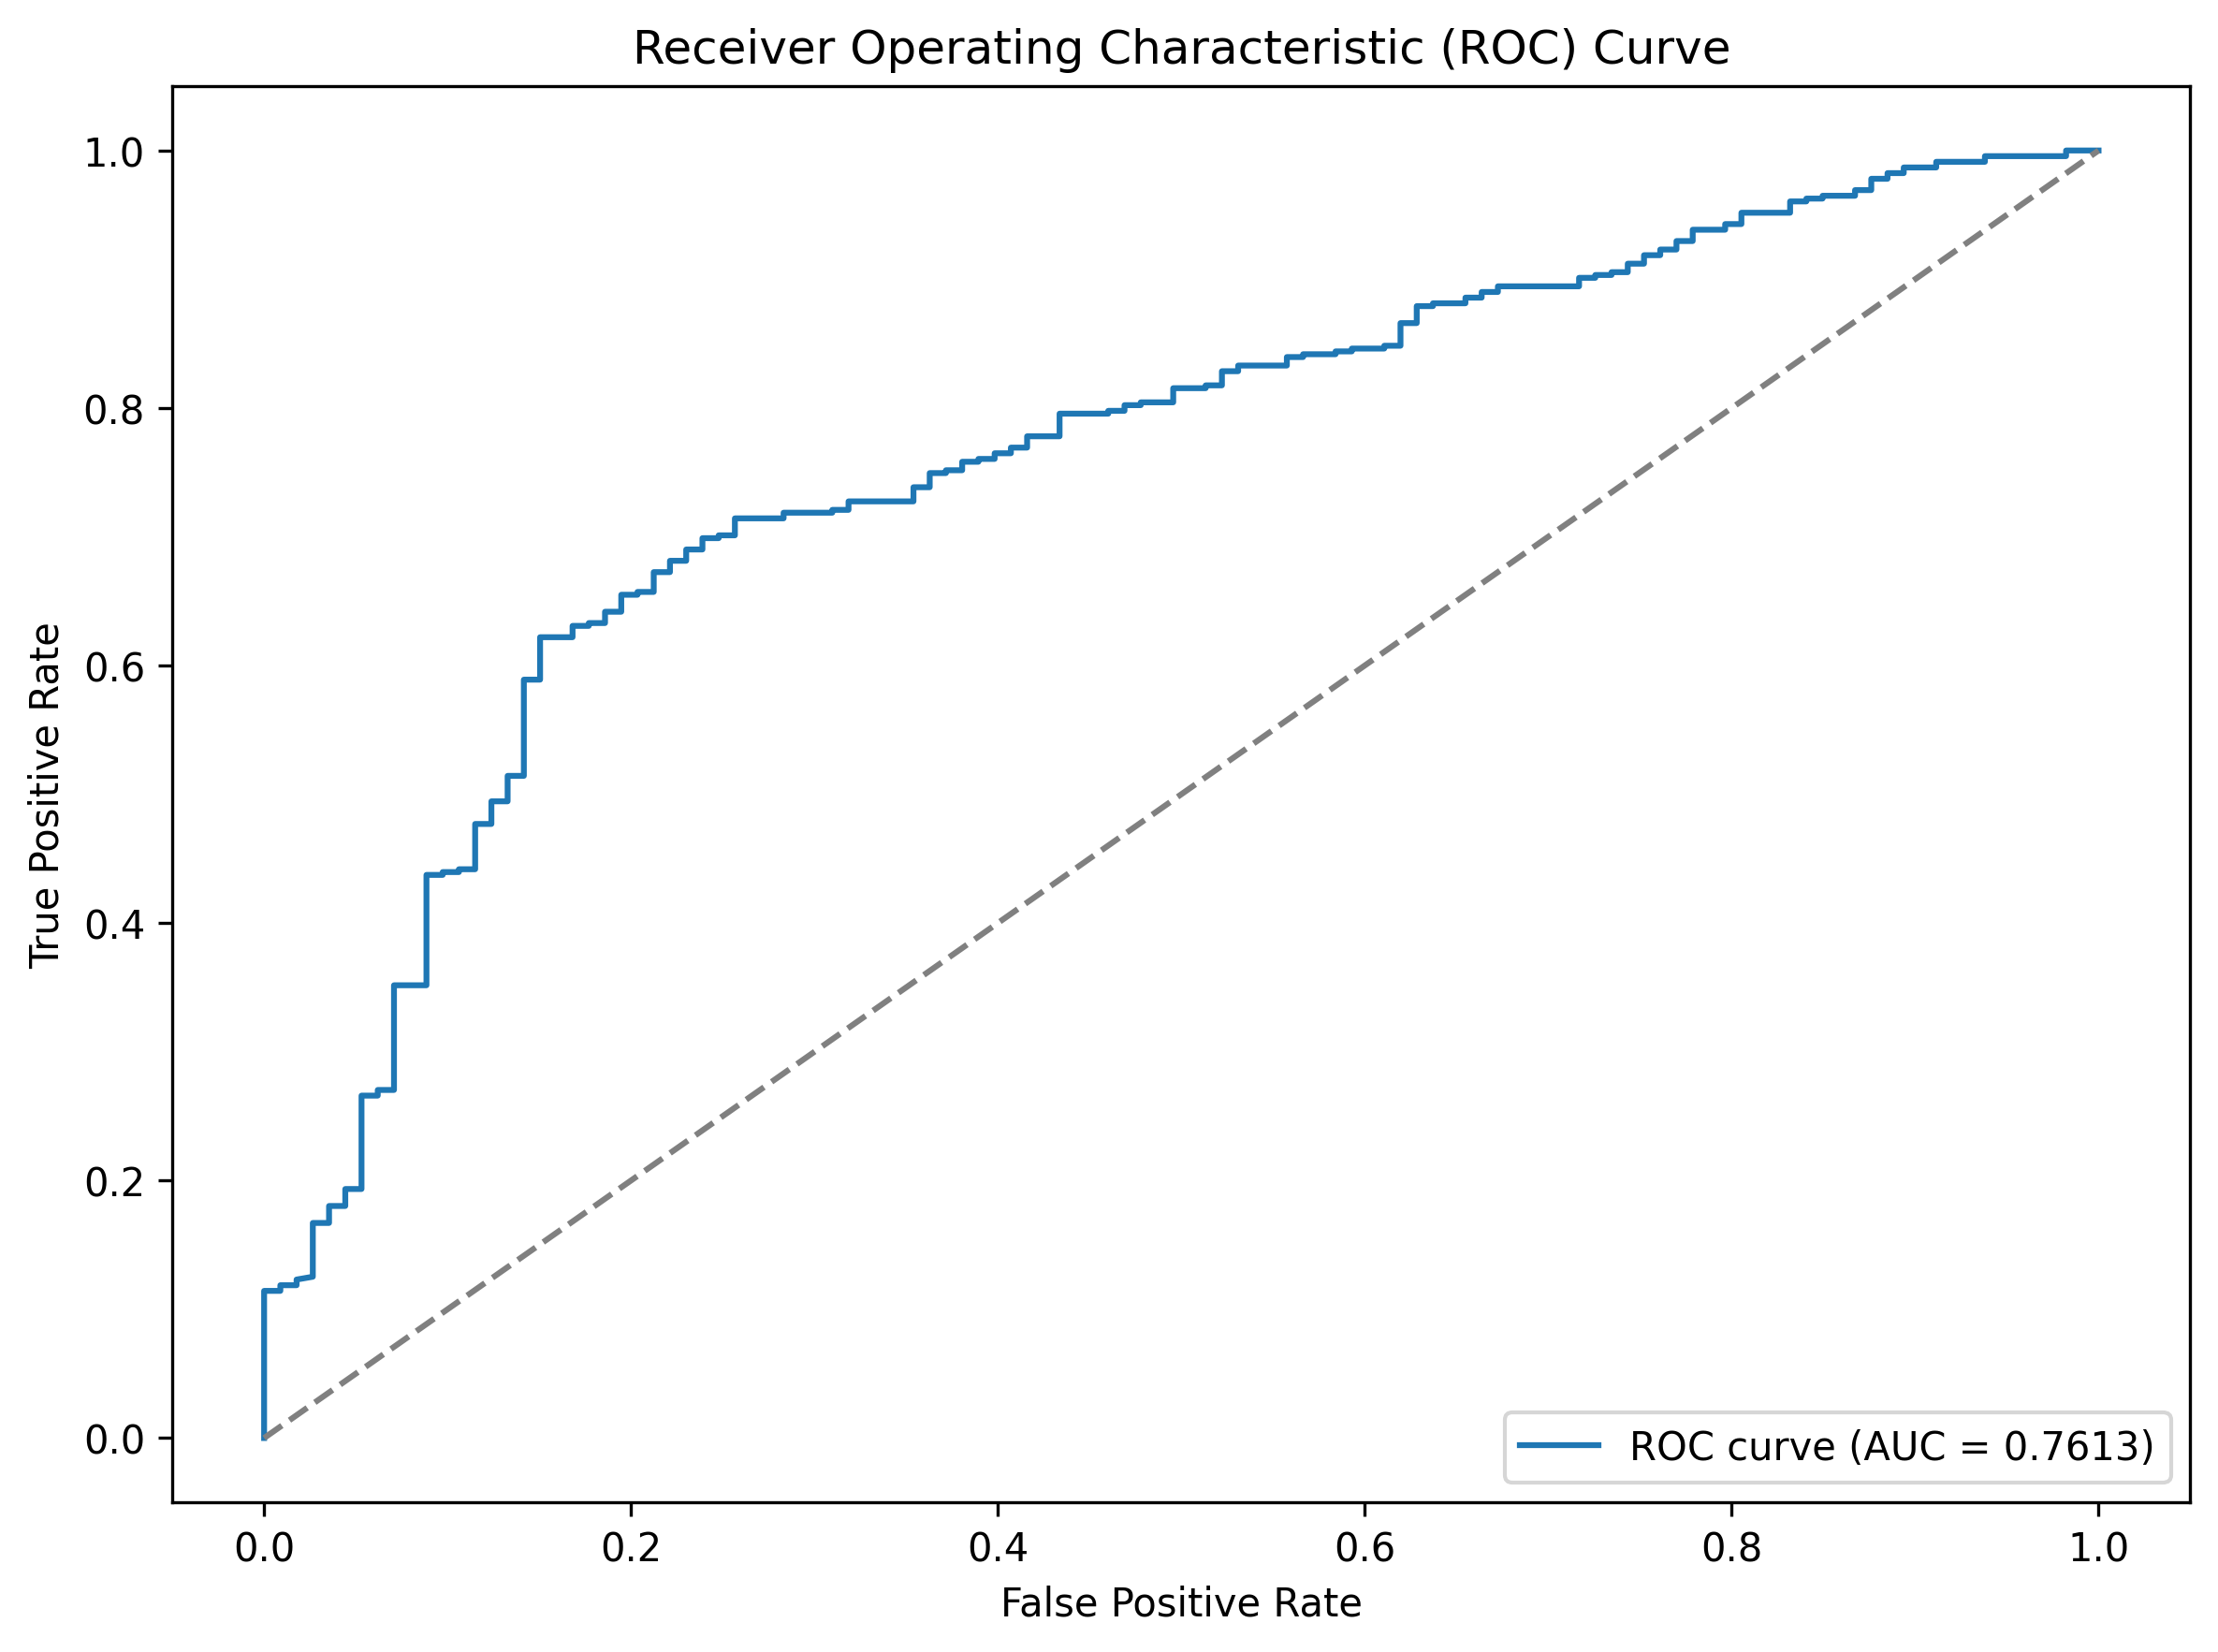 Receiver Operating Characteristic (ROC) Curve
True Positive Rate
1.0
0.8
0.6
0.4
0.2
0.0
ROC curve (AUC = 0.7613)
0.0 0.2 0.4 0.6 0.8 1.0
False Positive Rate